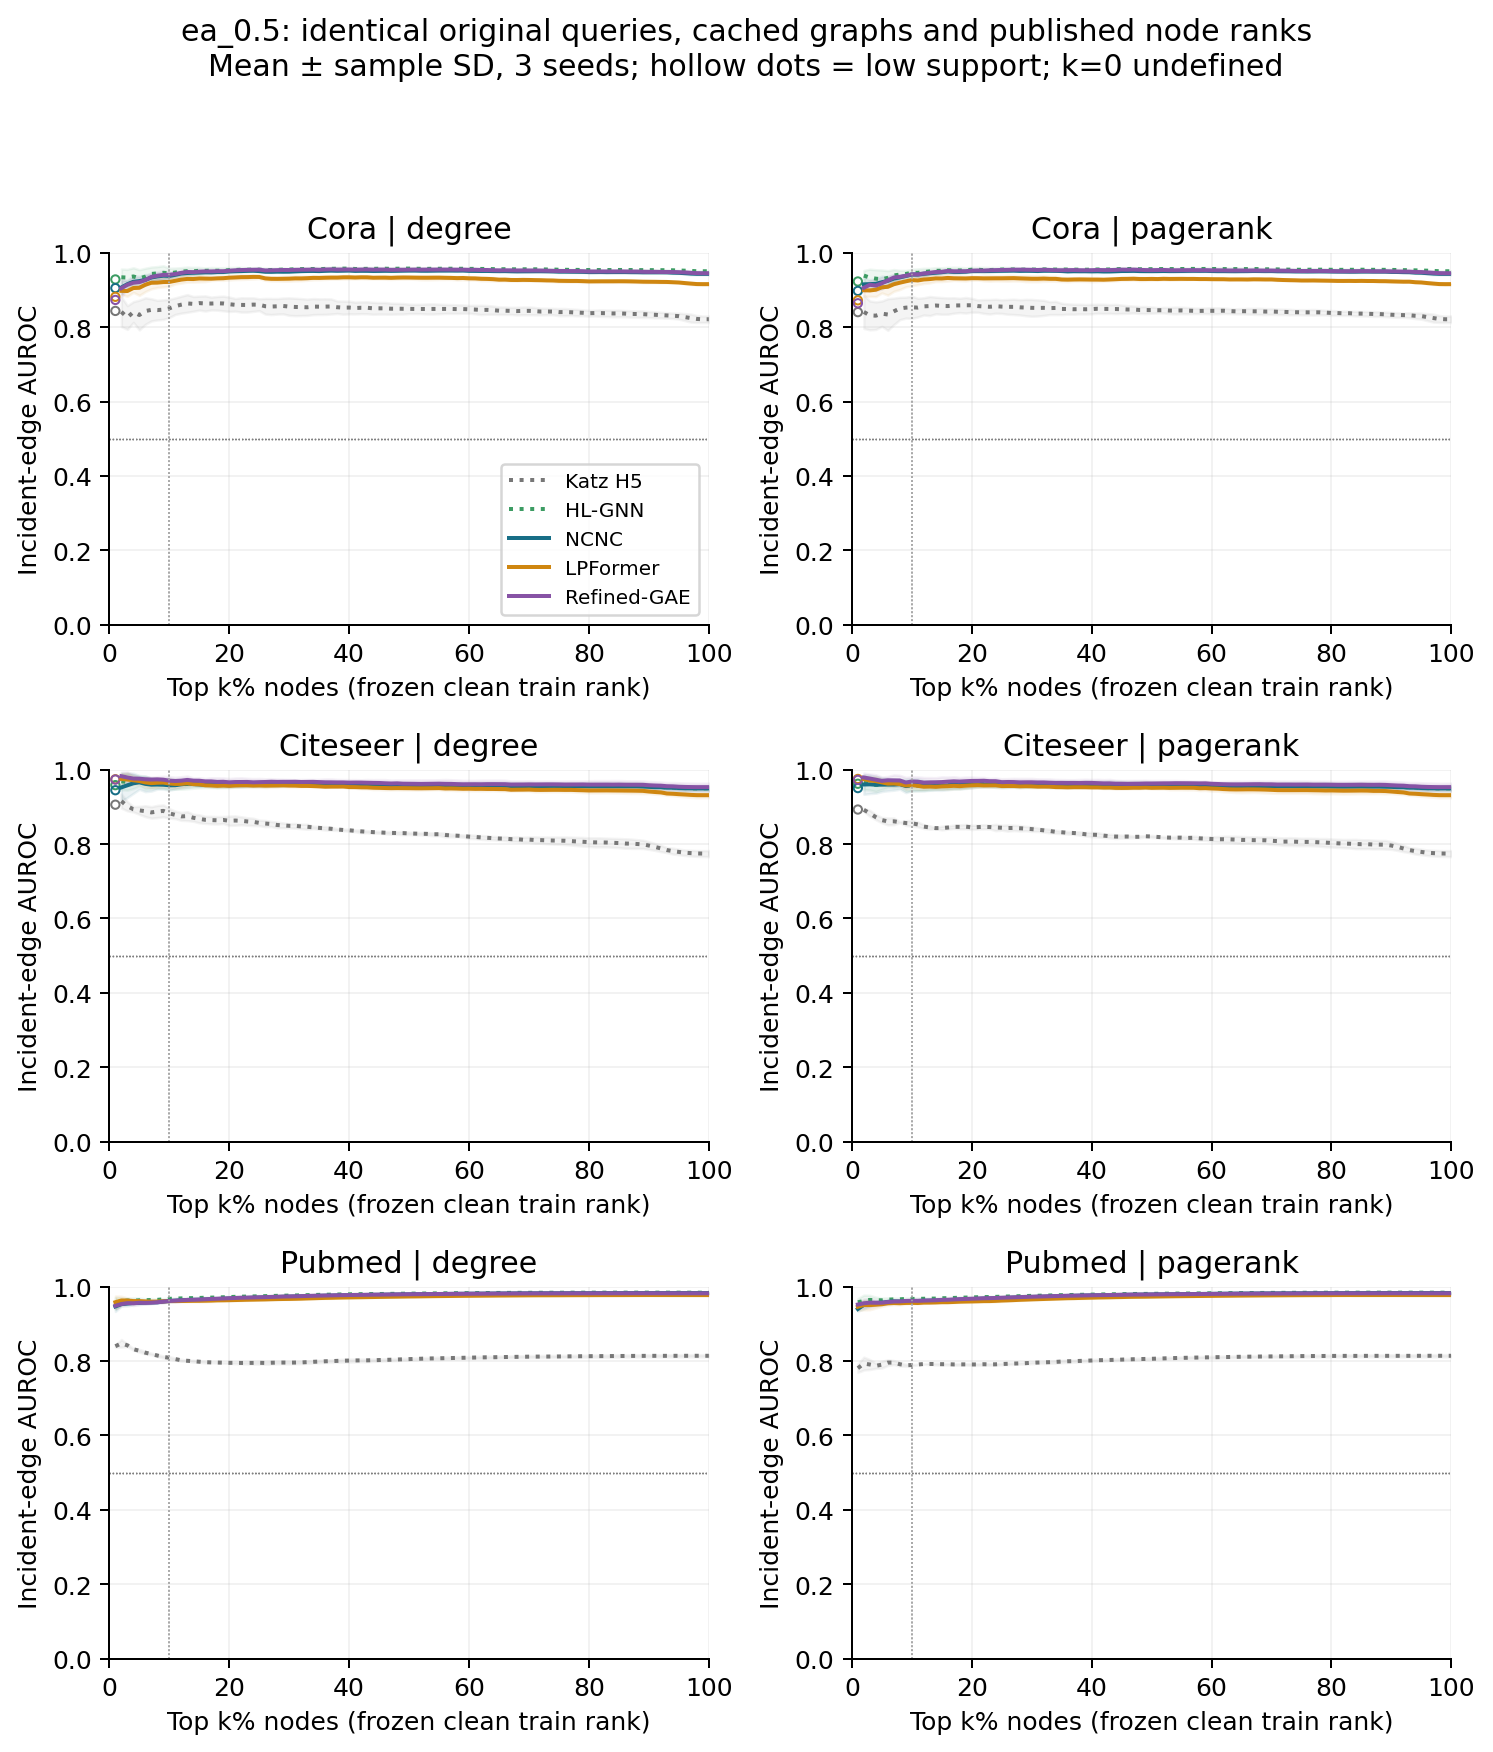 ea_0.5: identical original queries, cached graphs and published node ranks
Mean ± sample SD, 3 seeds; hollow dots = low support; k=0 undefined
Cora | degree
Incident-edge AUROC
1.0
0.8
0.6
0.4
0.2
0.0
Katz H5
HL-GNN
NCNC
LPFormer
Refined-GAE
0 20 40 60 80 100
Top k% nodes (frozen clean train rank)
Cora | pagerank
Incident-edge AUROC
1.0
0.8
0.6
0.4
0.2
0.0
0 20 40 60 80 100
Top k% nodes (frozen clean train rank)
Citeseer | degree
Incident-edge AUROC
1.0
0.8
0.6
0.4
0.2
0.0
0 20 40 60 80 100
Top k% nodes (frozen clean train rank)
Citeseer | pagerank
Incident-edge AUROC
1.0
0.8
0.6
0.4
0.2
0.0
0 20 40 60 80 100
Top k% nodes (frozen clean train rank)
Pubmed | degree
Incident-edge AUROC
1.0
0.8
0.6
0.4
0.2
0.0
0 20 40 60 80 100
Top k% nodes (frozen clean train rank)
Pubmed | pagerank
Incident-edge AUROC
1.0
0.8
0.6
0.4
0.2
0.0
0 20 40 60 80 100
Top k% nodes (frozen clean train rank)